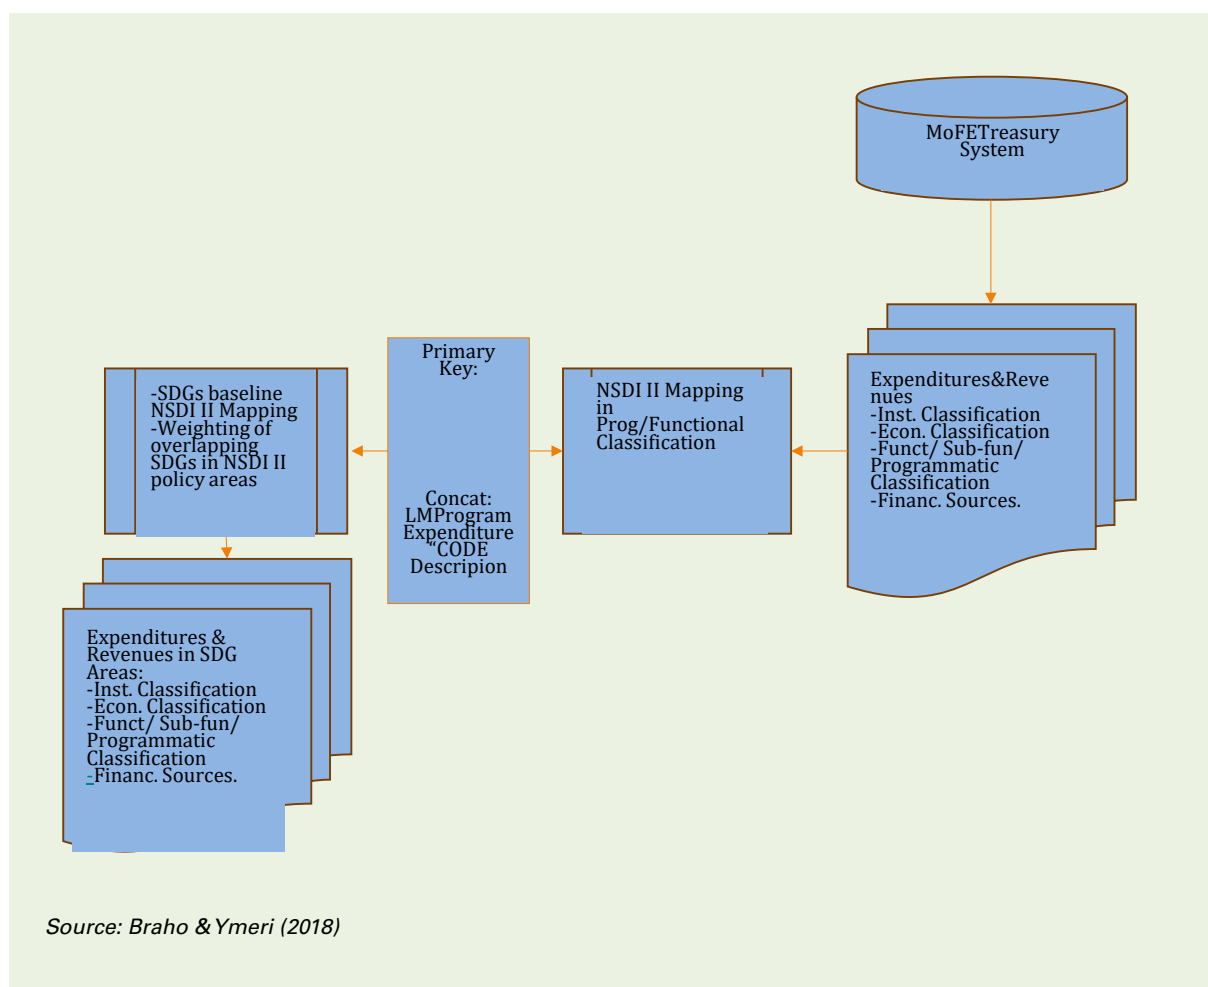 MoFETreasury
System
Primary
Key:
Concat:
LMProgram
Expenditure
“CODE
Descripion
-SDGs baseline
NSDI II Mapping
-Weighting of
overlapping
SDGs in NSDI II
policy areas
NSDI II Mapping
in
Prog/Functional
Classification
Expenditures&Reve
nues
-Inst. Classification
-Econ. Classification
-Funct/ Sub-fun/
Programmatic
Classification
-Financ. Sources.
Expenditures &
Revenues in SDG
Areas:
-Inst. Classification
-Econ. Classification
-Funct/ Sub-fun/
Programmatic
Classification
-Financ. Sources.
Source: Braho & Ymeri (2018)